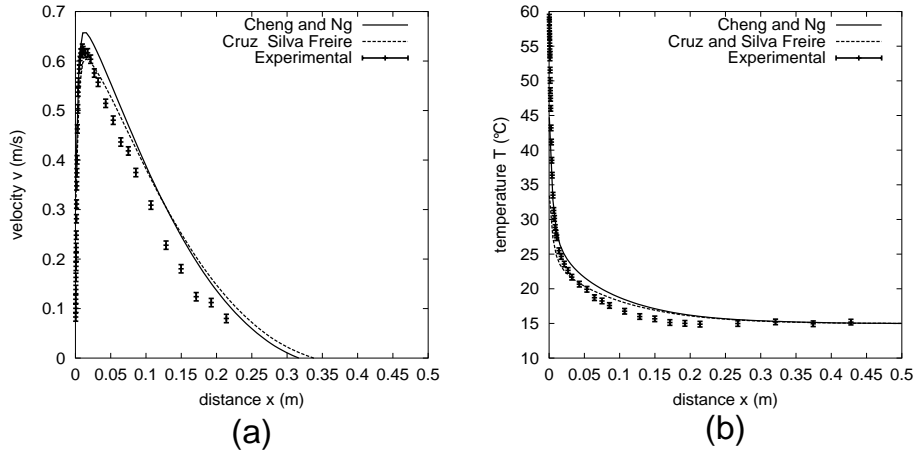 0.7
0.6
0.5
0.4
0.3
0.2
0.1
0
velocity v (m/s)
0 0.05 0.1 0.15 0.2 0.25 0.3 0.35 0.4 0.45 0.5
distance x (m)
Cheng and Ng
Cruz Silva Freire
Experimental
(a)
60
55
50
45
40
35
30
25
20
15
10
temperature T (°C)
0 0.05 0.1 0.15 0.2 0.25 0.3 0.35 0.4 0.45 0.5
distance x (m)
Cheng and Ng
Cruz and Silva Freire
Experimental
(b)